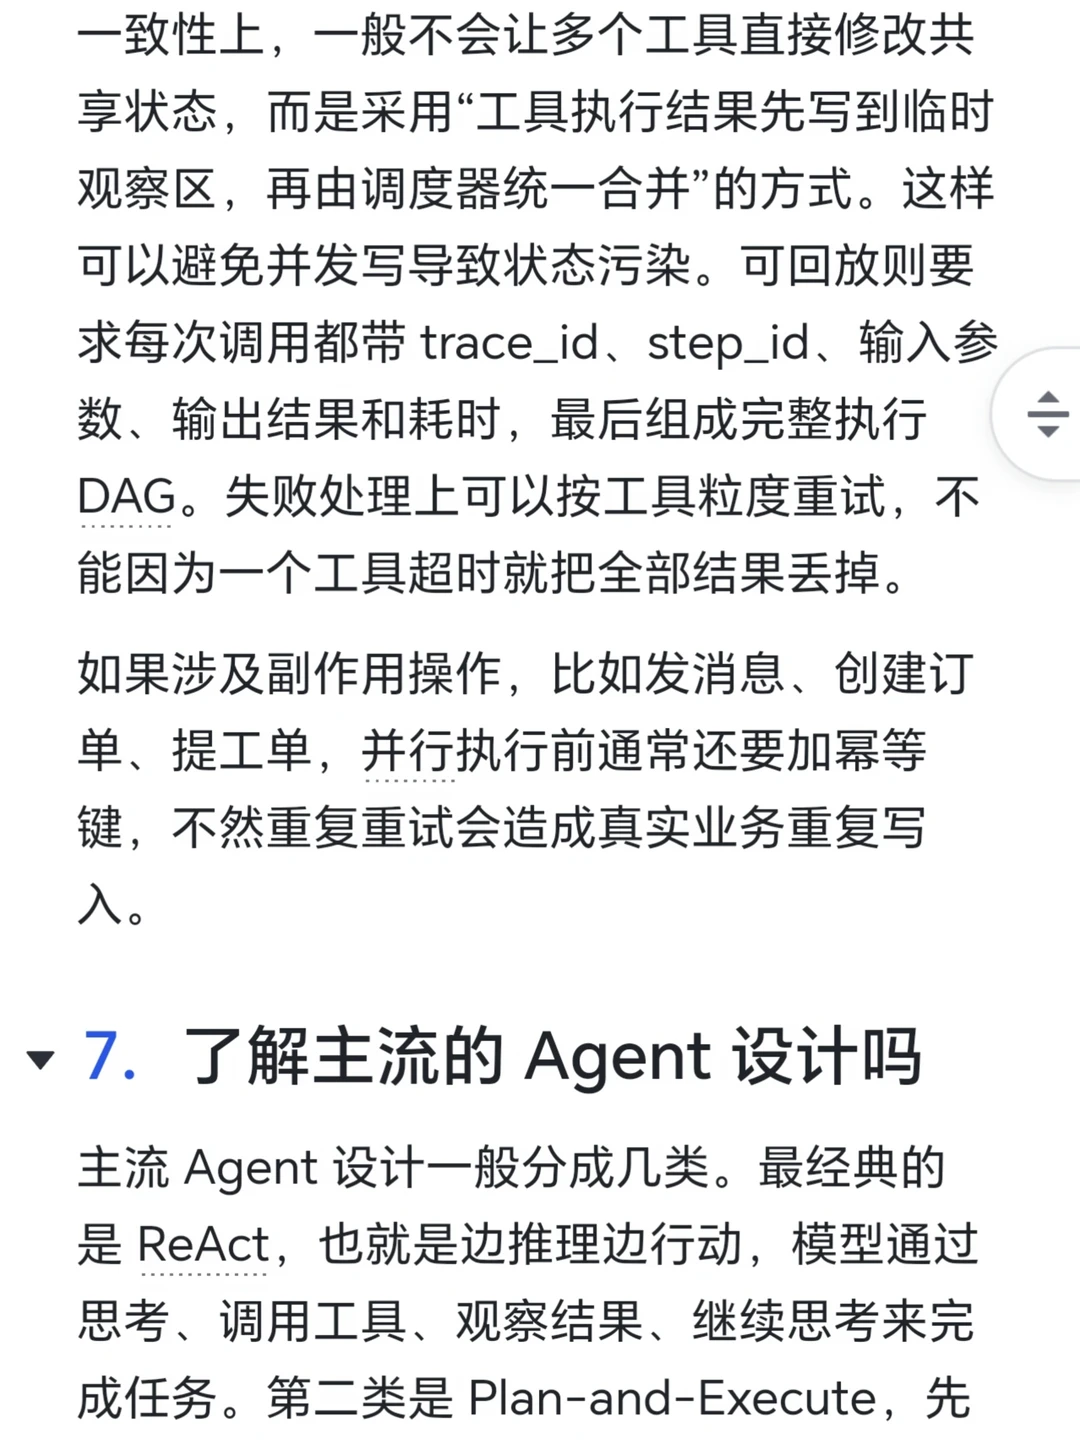 一致性上，一般不会让多个工具直接修改共
享状态，而是采用“工具执行结果先写到临时
观察区，再由调度器统一合并”的方式。这样
可以避免并发写导致状态污染。可回放则要
求每次调用都带 trace_id、step_id、输入参
数、输出结果和耗时，最后组成完整执行
DAG。失败处理上可以按工具粒度重试，不
能因为一个工具超时就把全部结果丢掉。
如果涉及副作用操作，比如发消息、创建订
单、提工单，并行执行前通常还要加幂等
键，不然重复重试会造成真实业务重复写
入。
7. 了解主流的 Agent 设计吗
主流 Agent 设计一般分成几类。最经典的
是 ReAct，也就是边推理边行动，模型通过
思考、调用工具、观察结果、继续思考来完
成任务。第二类是 Plan-and-Execute，先